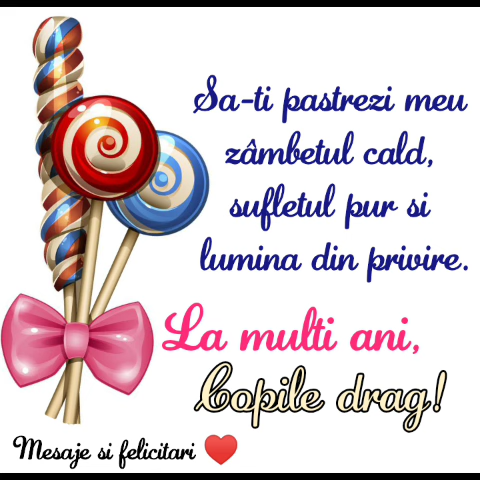 Sa-ti pastrezi meu
zâmbetul cald,
sufletul pur si
lumina din privire.
La multi ani,
Copile drag!
Mesaje si felicitari